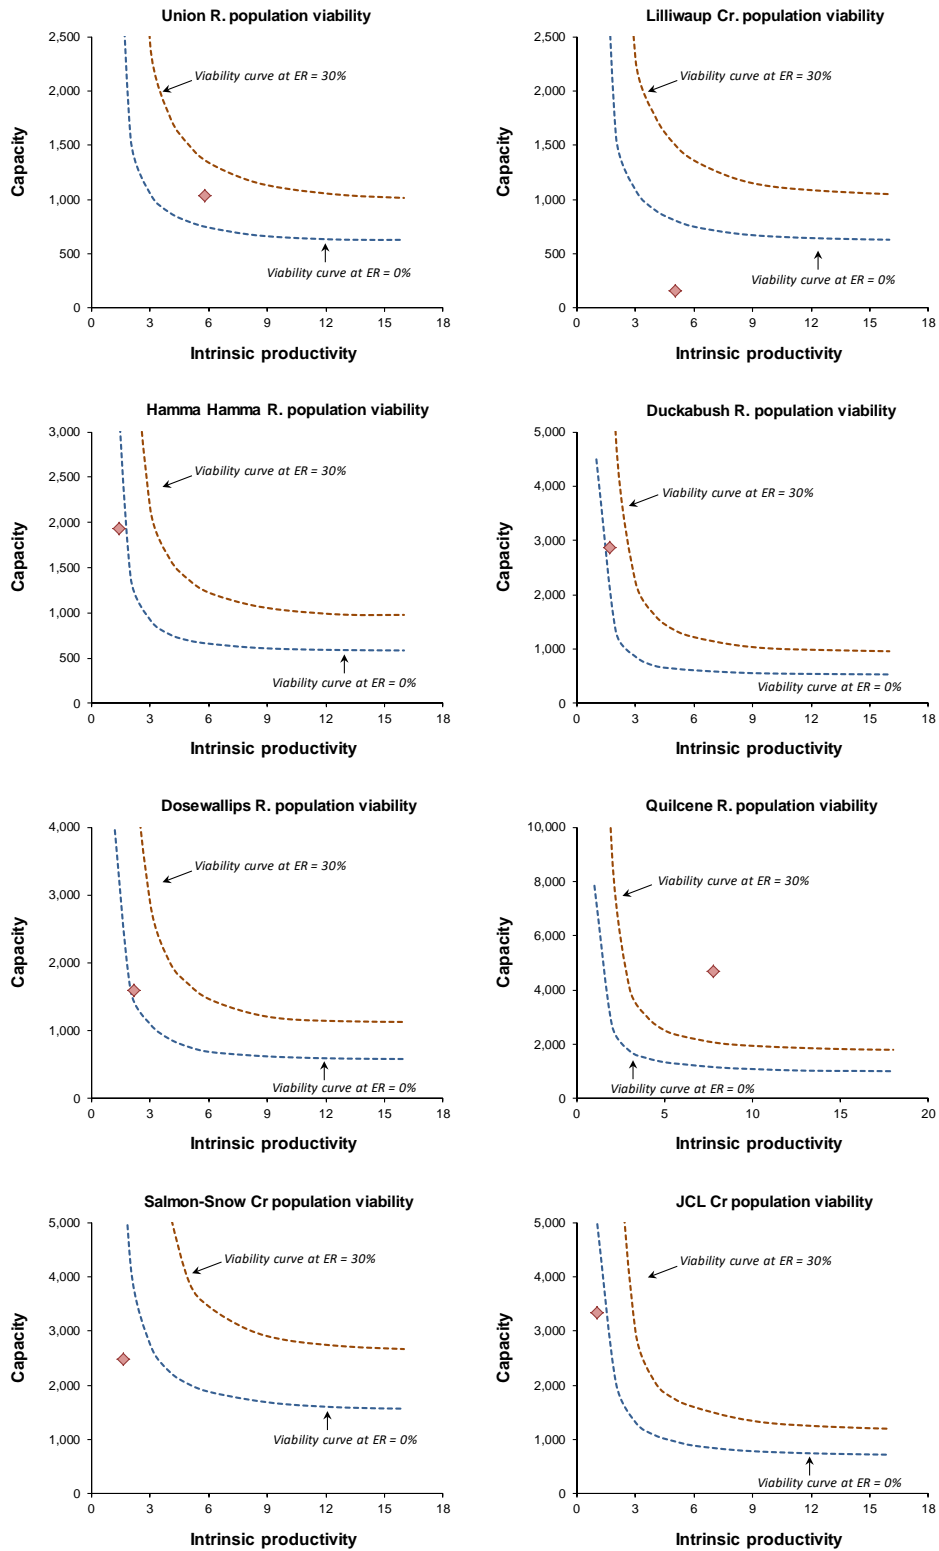 Union R. population viability
2,500
2,000
1,500
1,000
500
0
Capacity
Viability curve at ER = 30%
Viability curve at ER = 0%
0 3 6 9 12 15 18
Intrinsic productivity
Lilliwaup Cr. population viability
2,500
2,000
1,500
1,000
500
0
Capacity
Viability curve at ER = 30%
Viability curve at ER = 0%
0 3 6 9 12 15 18
Intrinsic productivity
Hamma Hamma R. population viability
3,000
2,500
2,000
1,500
1,000
500
0
Capacity
Viability curve at ER = 30%
Viability curve at ER = 0%
0 3 6 9 12 15 18
Intrinsic productivity
Duckabush R. population viability
5,000
4,000
3,000
2,000
1,000
0
Capacity
Viability curve at ER = 30%
Viability curve at ER = 0%
0 3 6 9 12 15 18
Intrinsic productivity
Dosewallips R. population viability
4,000
3,000
2,000
1,000
0
Capacity
Viability curve at ER = 30%
Viability curve at ER = 0%
0 3 6 9 12 15 18
Intrinsic productivity
Quilcene R. population viability
10,000
8,000
6,000
4,000
2,000
0
Capacity
Viability curve at ER = 30%
Viability curve at ER = 0%
0 5 10 15 20
Intrinsic productivity
Salmon-Snow Cr population viability
5,000
4,000
3,000
2,000
1,000
0
Capacity
Viability curve at ER = 30%
Viability curve at ER = 0%
0 3 6 9 12 15 18
Intrinsic productivity
JCL Cr population viability
5,000
4,000
3,000
2,000
1,000
0
Capacity
Viability curve at ER = 30%
Viability curve at ER = 0%
0 3 6 9 12 15 18
Intrinsic productivity